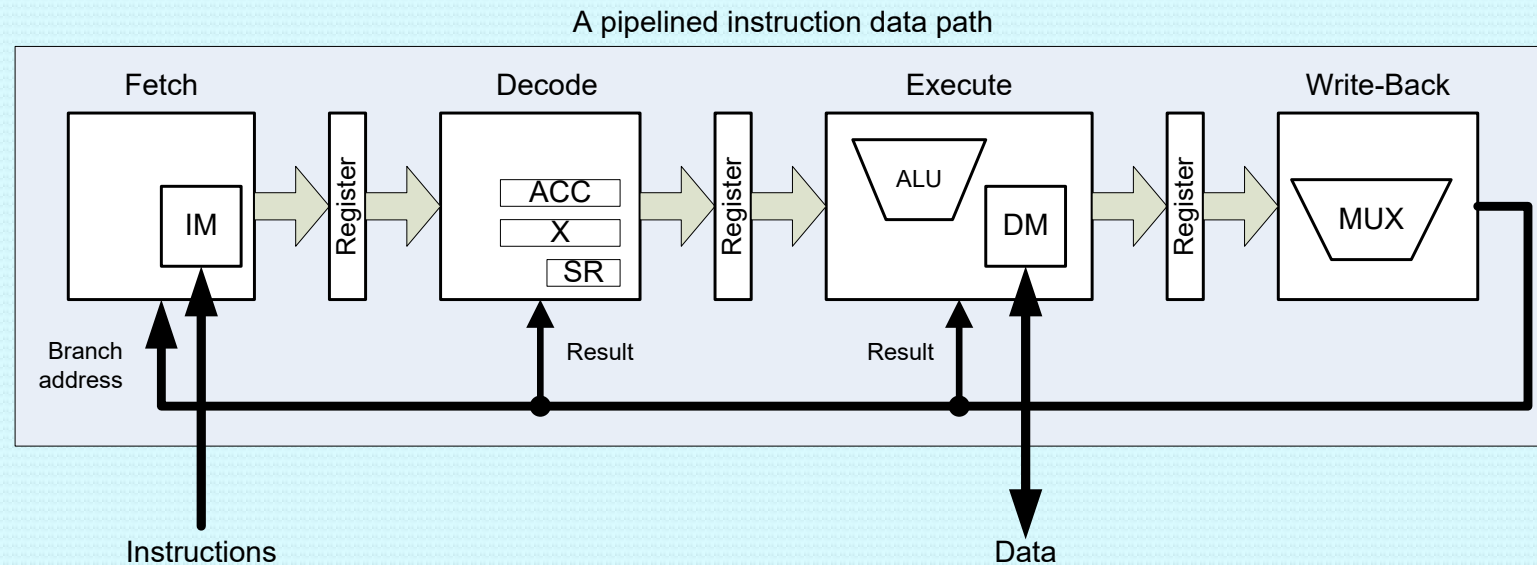 A pipelined instruction data path
Fetch
Decode
Execute
Write-Back
IM
Register
ACC
X
SR
Register
ALU
DM
Register
MUX
Branch
address
Result
Result
Instructions
Data